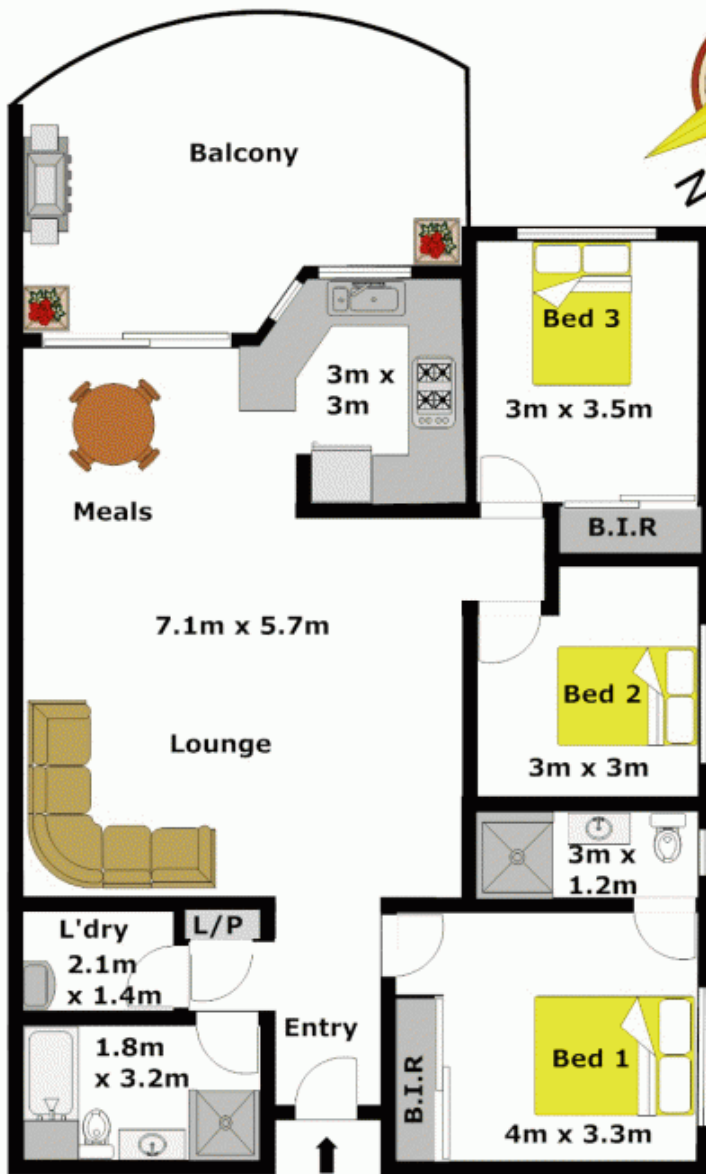 Balcony
N
Bed 3
3m x
3m
3m x 3.5m
Meals
B.I.R
7.1m x 5.7m
Bed 2
Lounge
3m x 3m
3m x
1.2m
L'dry
L/P
2.1m
x 1.4m
Entry
1.8m
x 3.2m
B.I.R
Bed 1
4m x 3.3m